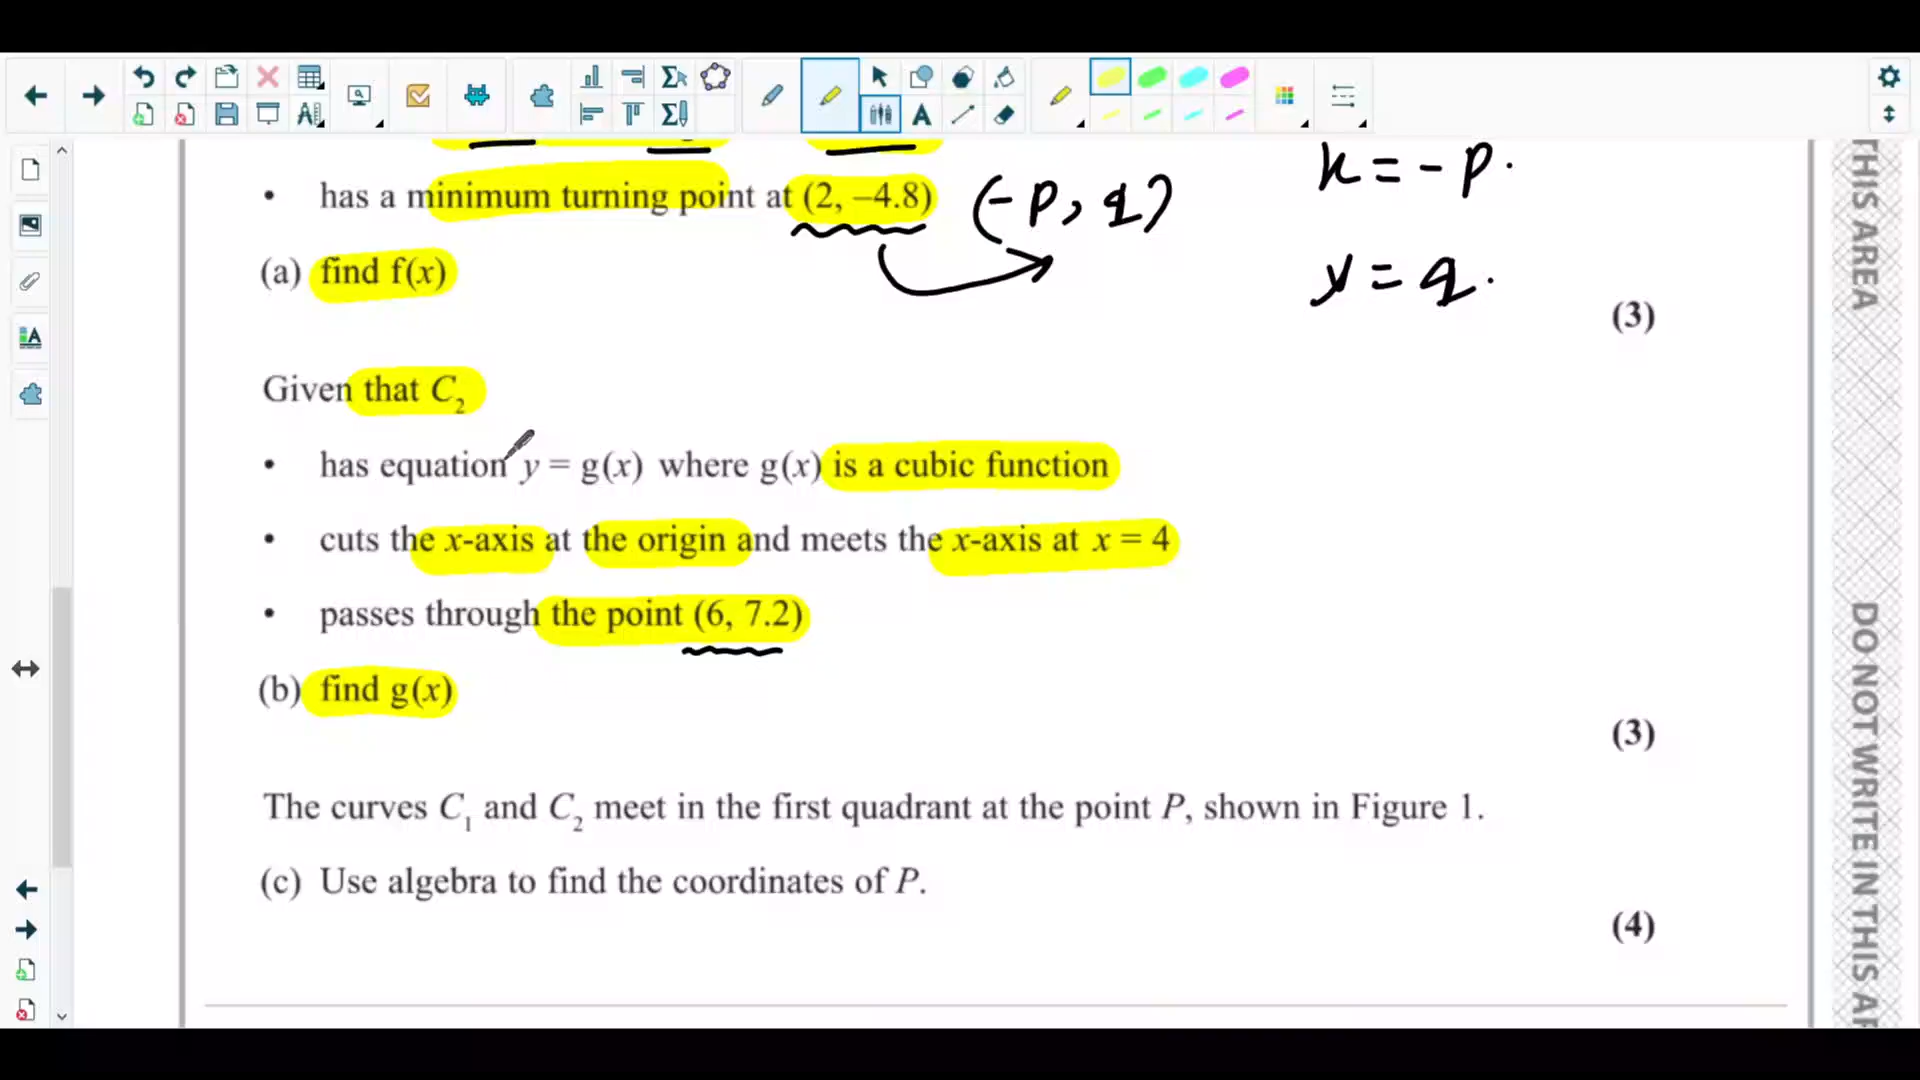 • has a minimum turning point at (2, –4.8) (-p, q)
x = -p.
(a) find f(x)
y = q.
(3)
Given that C₂
• has equation y = g(x) where g(x) is a cubic function
• cuts the x-axis at the origin and meets the x-axis at x = 4
• passes through the point (6, 7.2)
(b) find g(x)
(3)
The curves C₁ and C₂ meet in the first quadrant at the point P, shown in Figure 1.
(c) Use algebra to find the coordinates of P.
(4)
THIS AREA
DO NOT WRITE IN THIS